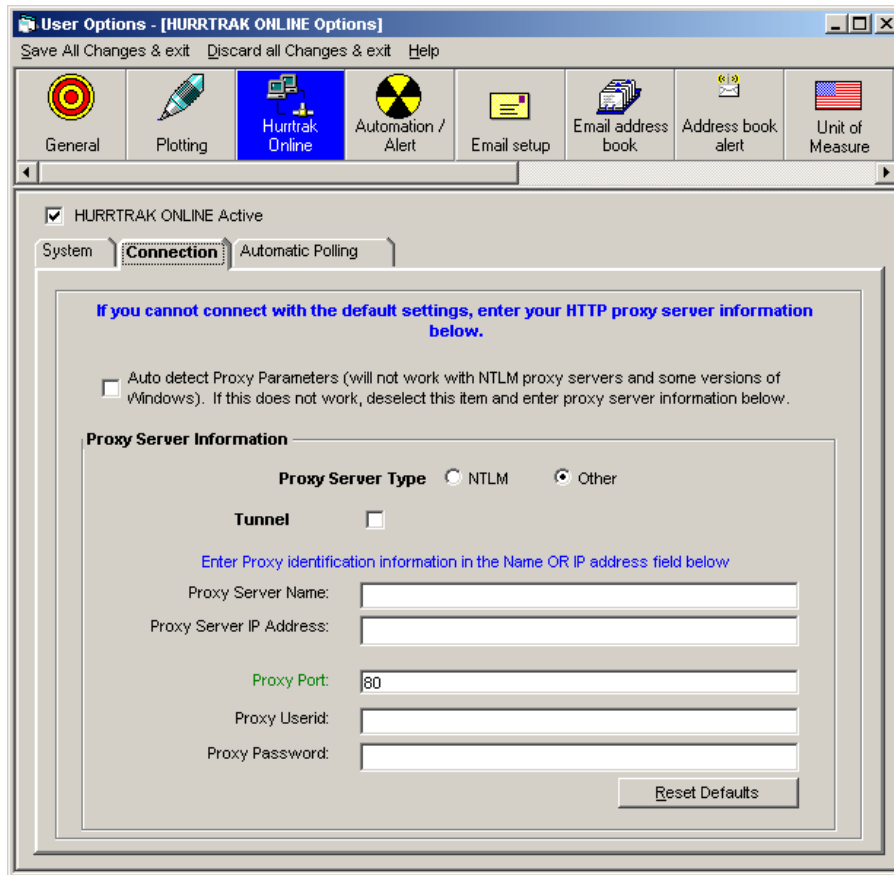 User Options - [HURRTRAK ONLINE Options]
Save All Changes & exit Discard all Changes & exit Help
General
Plotting
Hurrtrak
Online
Automation /
Alert
Email setup
Email address
book
Address book
alert
Unit of
Measure
HURRTRAK ONLINE Active
System Connection Automatic Polling
If you cannot connect with the default settings, enter your HTTP proxy server information
below.
Auto detect Proxy Parameters (will not work with NTLM proxy servers and some versions of
Windows). If this does not work, deselect this item and enter proxy server information below.
Proxy Server Information
Proxy Server Type NTLM Other
Tunnel
Enter Proxy identification information in the Name OR IP address field below
Proxy Server Name:
Proxy Server IP Address:
Proxy Port: 80
Proxy Userid:
Proxy Password:
Reset Defaults